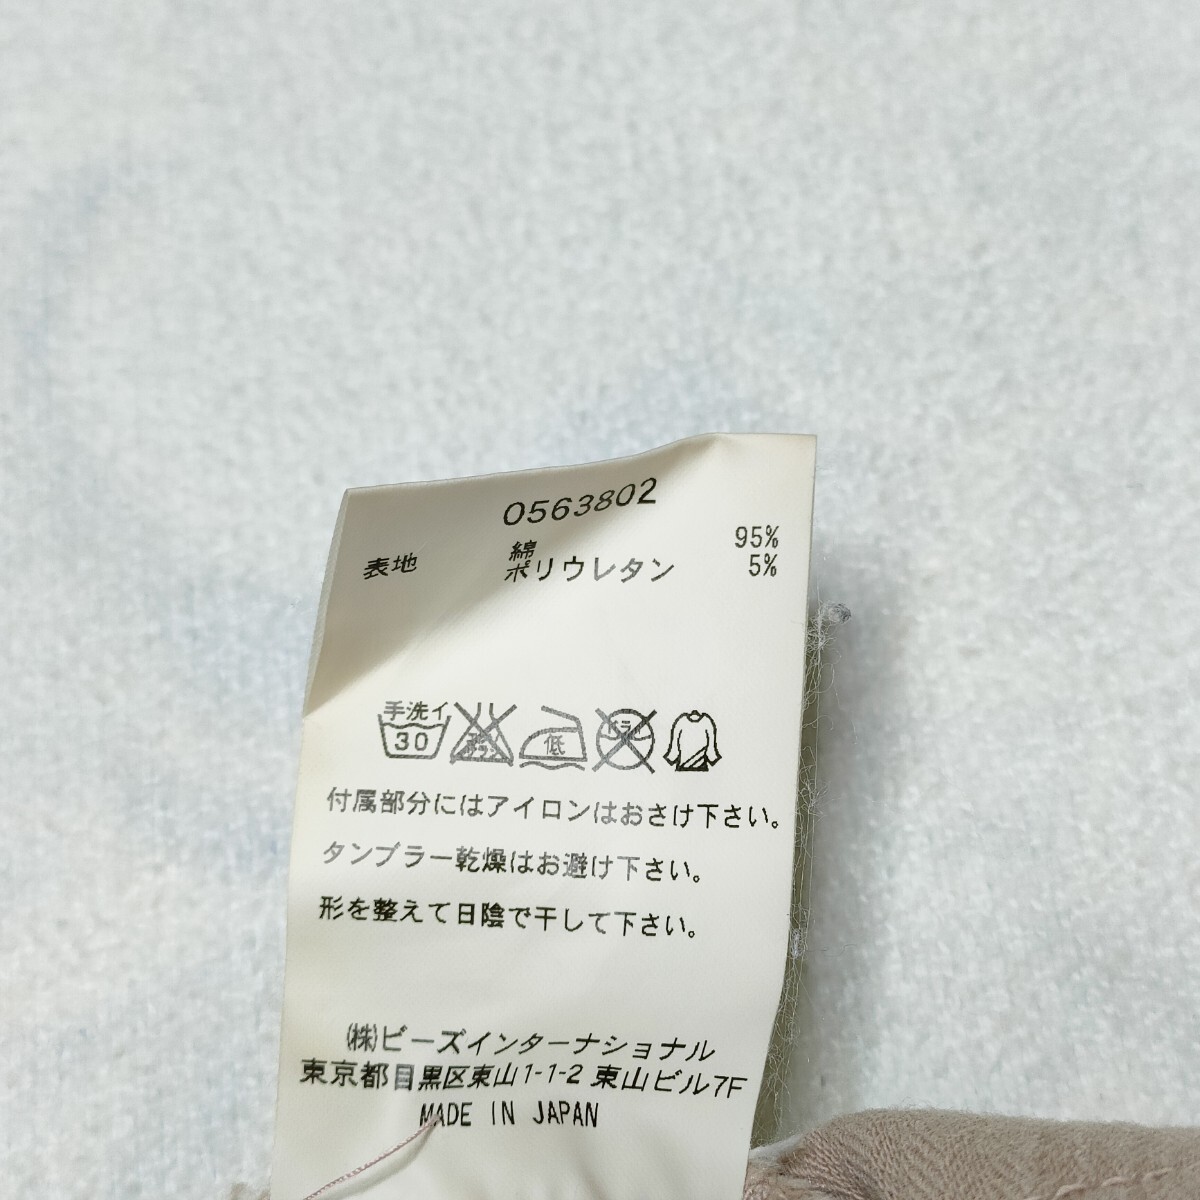 0563802
表地 綿 95%
ポリウレタン 5%
手洗イ 30 低 ドライ
付属部分にはアイロンはおさけ下さい。
タンブラー乾燥はお避け下さい。
形を整えて日陰で干して下さい。
(株)ビーズインターナショナル
東京都目黒区東山1-1-2 東山ビル7F
MADE IN JAPAN